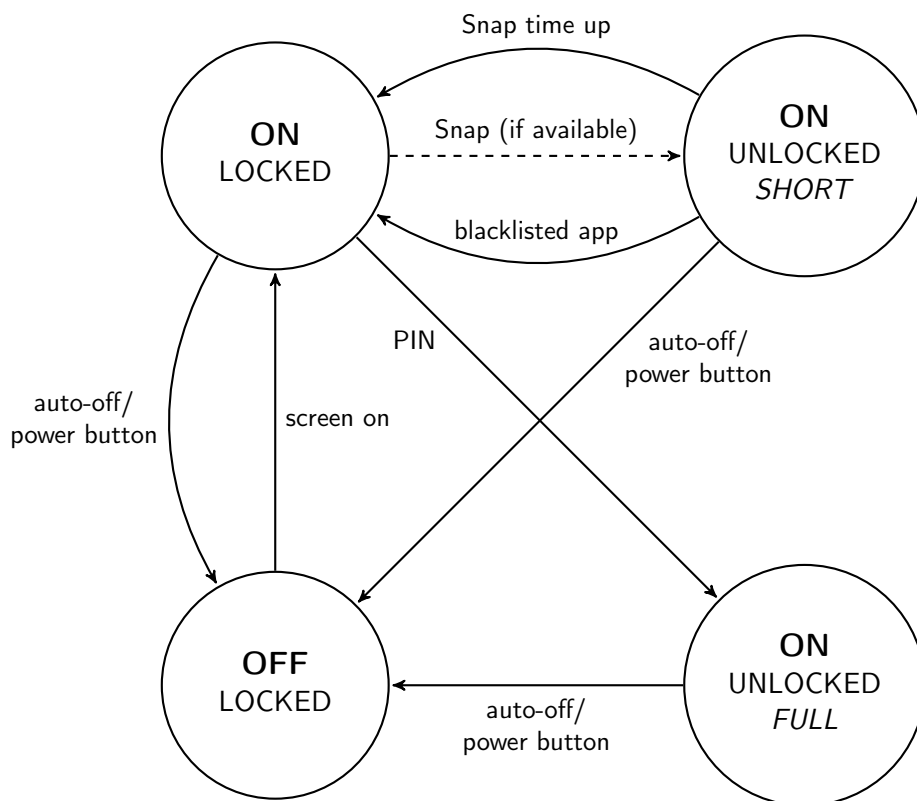 Snap time up
ON
LOCKED
Snap (if available)
ON
UNLOCKED
SHORT
blacklisted app
PIN
auto-off/
power button
auto-off/
power button
screen on
OFF
LOCKED
auto-off/
power button
ON
UNLOCKED
FULL